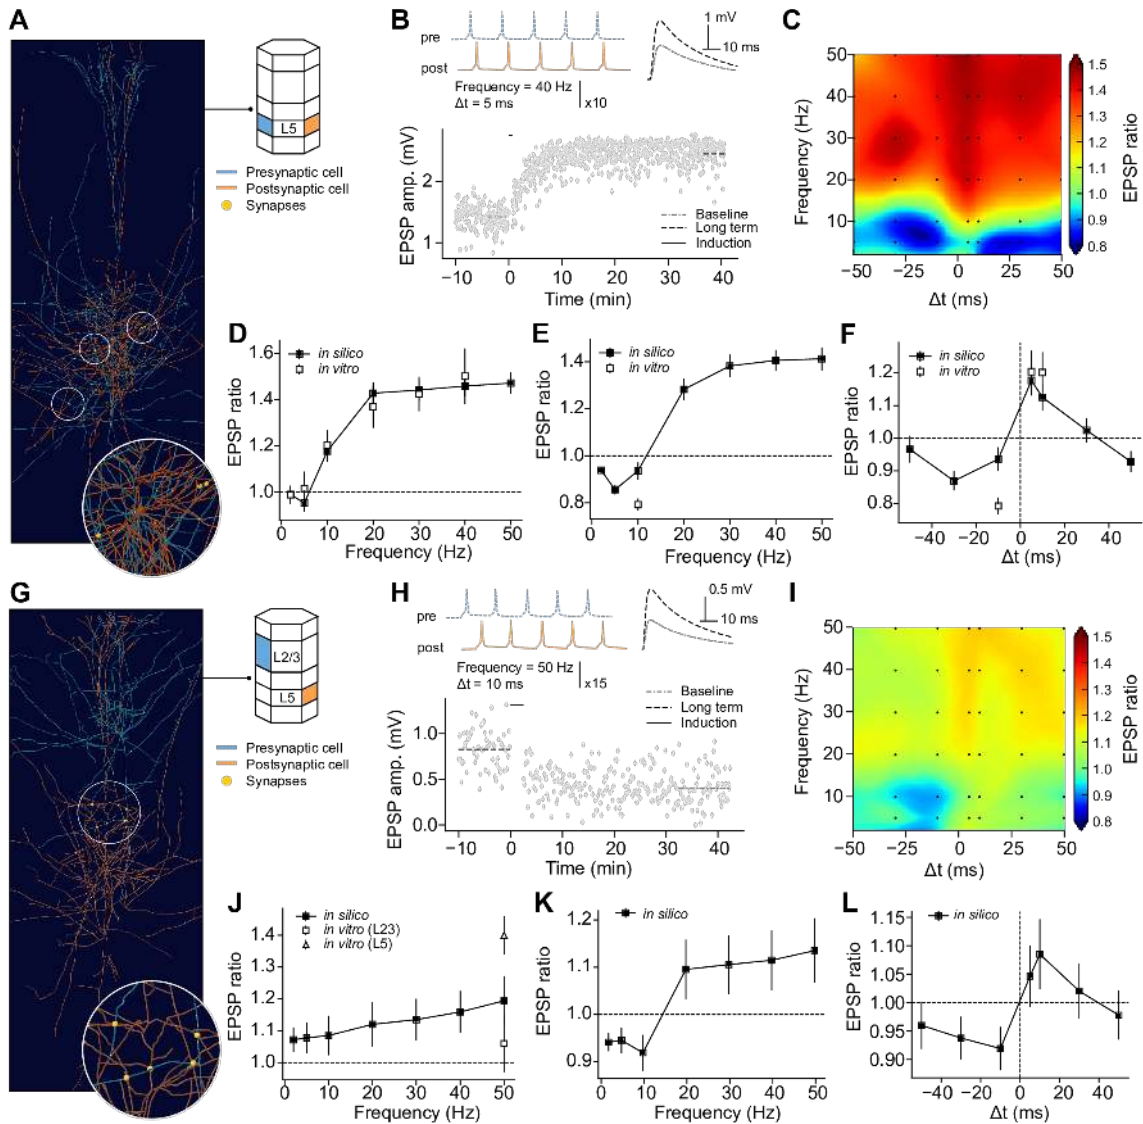 A
L5
Presynaptic cell
Postsynaptic cell
Synapses
B
pre
post
1 mV
10 ms
Frequency = 40 Hz
Δt = 5 ms
x10
EPSP amp. (mV)
2
1
Baseline
Long term
Induction
−10 0 10 20 30 40
Time (min)
C
Frequency (Hz)
50
40
30
20
10
−50 −25 0 25 50
Δt (ms)
1.5
1.4
1.3
1.2
1.1
1.0
0.9
0.8
EPSP ratio
D
in silico
in vitro
EPSP ratio
1.6
1.4
1.2
1.0
0 10 20 30 40 50
Frequency (Hz)
E
in silico
in vitro
EPSP ratio
1.4
1.2
1.0
0.8
0 10 20 30 40 50
Frequency (Hz)
F
in silico
in vitro
EPSP ratio
1.20
1.0
0.9
0.8
−40 −20 0 20 40
Δt (ms)
G
L2/3
L5
Presynaptic cell
Postsynaptic cell
Synapses
H
pre
post
0.5 mV
10 ms
Frequency = 50 Hz
Δt = 10 ms
x15
Baseline
Long term
Induction
EPSP amp. (mV)
1.0
0.5
0.0
−10 0 10 20 30 40
Time (min)
I
Frequency (Hz)
50
40
30
20
10
−50 −25 0 25 50
Δt (ms)
1.5
1.4
1.3
1.2
1.1
1.0
0.9
0.8
EPSP ratio
J
in silico
in vitro (L23)
in vitro (L5)
EPSP ratio
1.4
1.3
1.2
1.1
1.0
0 10 20 30 40 50
Frequency (Hz)
K
in silico
EPSP ratio
1.2
1.1
1.0
0.9
0 10 20 30 40 50
Frequency (Hz)
L
in silico
EPSP ratio
1.15
1.10
1.05
1.00
0.95
0.90
−40 −20 0 20 40
Δt (ms)